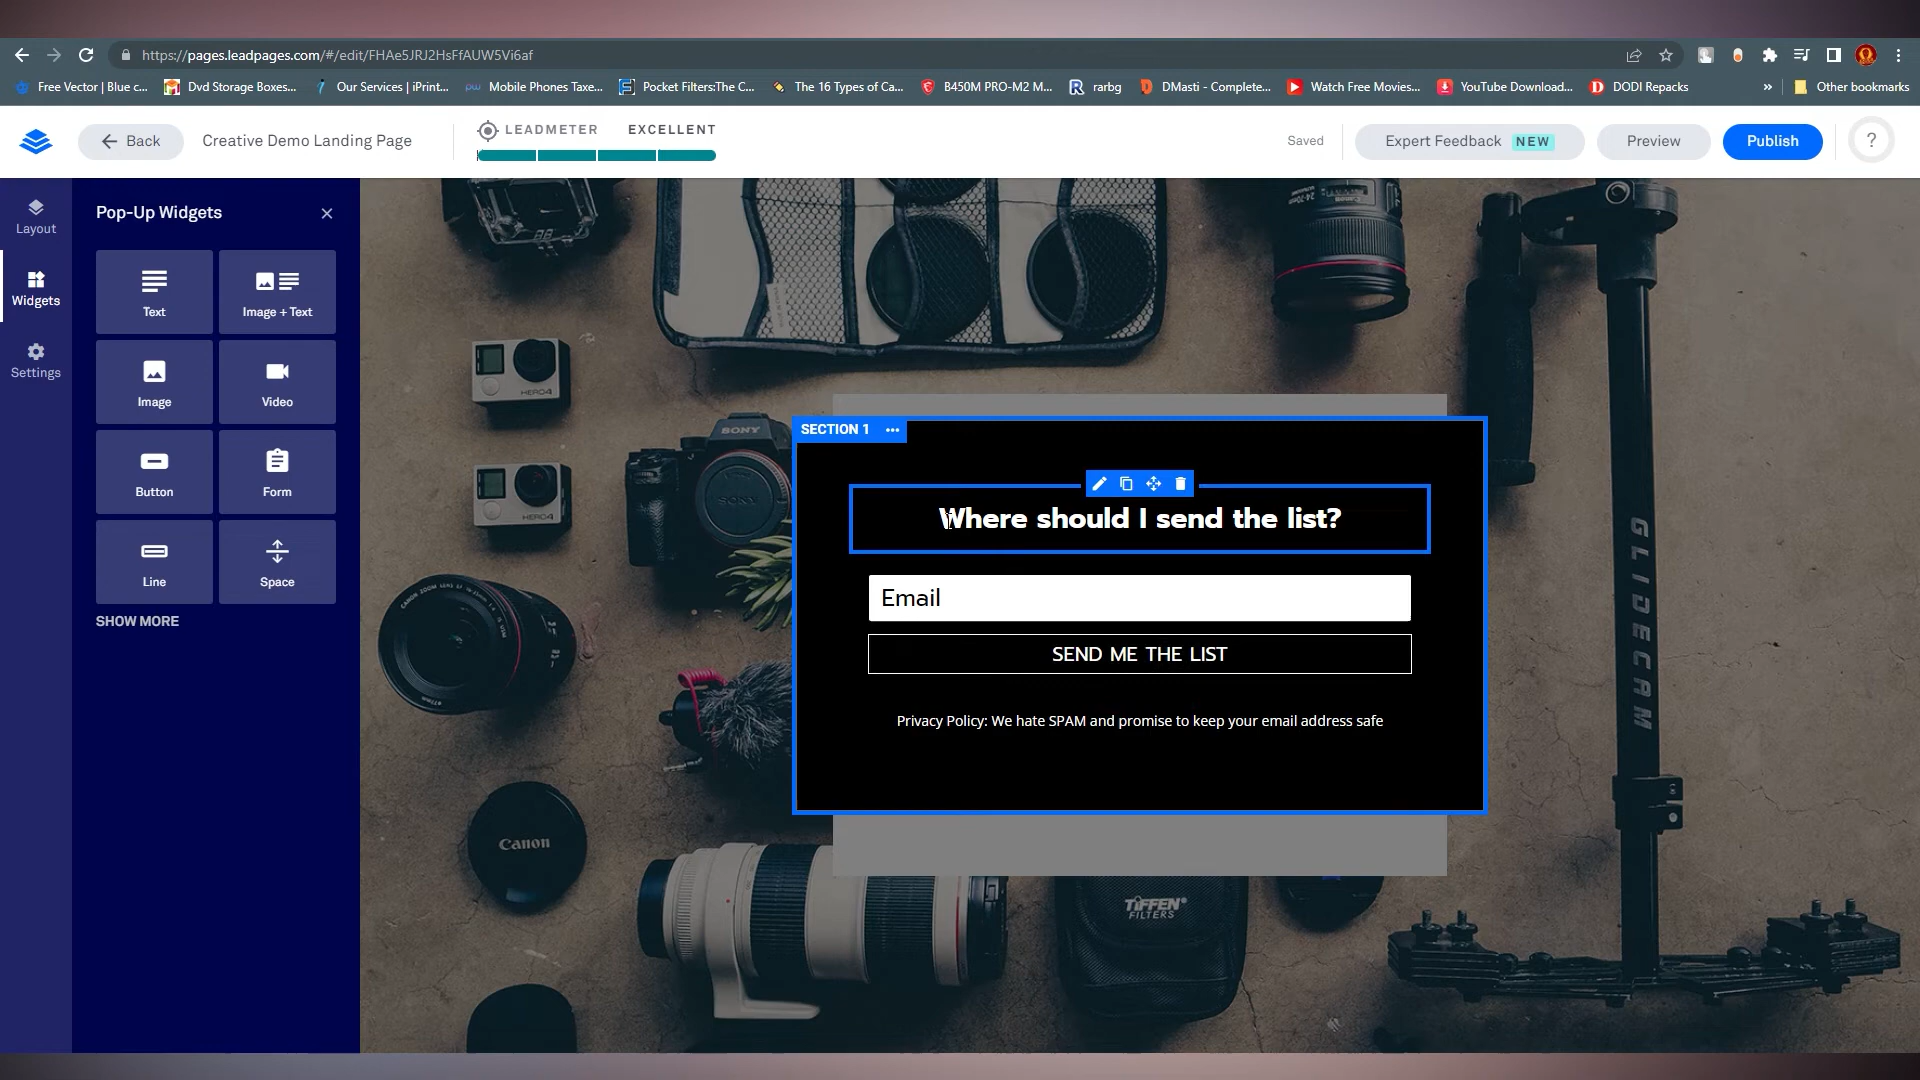 https://pages.leadpages.com/#/edit/FHAe5JRJ2HsFfAUW5Vi6af
Free Vector | Blue c...
Dvd Storage Boxes...
Our Services | iPrint...
Mobile Phones Taxe...
Pocket Filters:The C...
The 16 Types of Ca...
B450M PRO-M2 M...
rarbg
DMasti - Complete...
Watch Free Movies...
YouTube Download...
DODI Repacks
»
Other bookmarks
Back
Creative Demo Landing Page
LEADMETER EXCELLENT
Saved
Expert Feedback NEW
Preview
Publish
?
Layout
Widgets
Settings
Pop-Up Widgets
Text
Image + Text
Image
Video
Button
Form
Line
Space
SHOW MORE
24-70mm
HERO4
SONY
SONY
HERO4
SECTION 1
Where should I send the list?
Email
SEND ME THE LIST
Privacy Policy: We hate SPAM and promise to keep your email address safe
GLIDECAM
Canon
TIFFEN
FILTERS